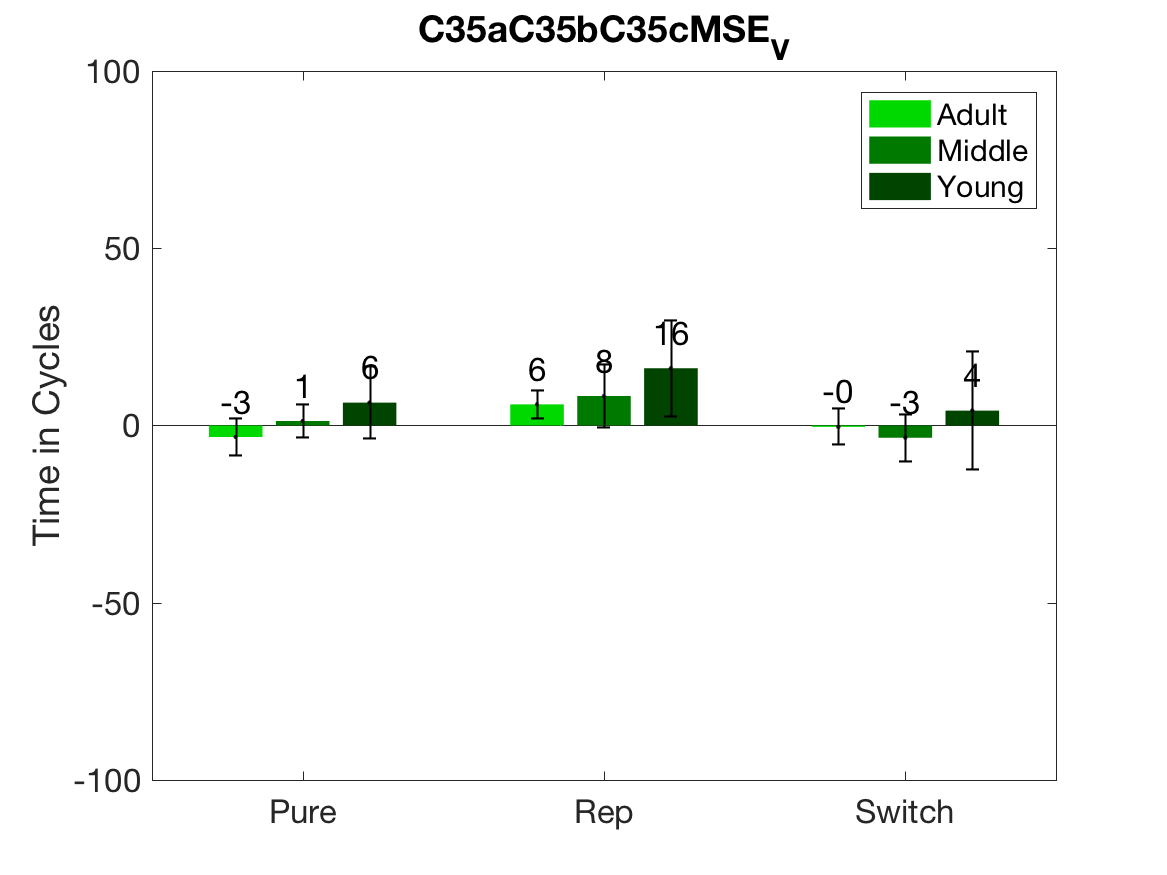 C35aC35bC35cMSE_V
100
50
0
-50
-100
Time in Cycles
Adult
Middle
Young
-3
1
6
6
8
16
-0
-3
4
Pure
Rep
Switch